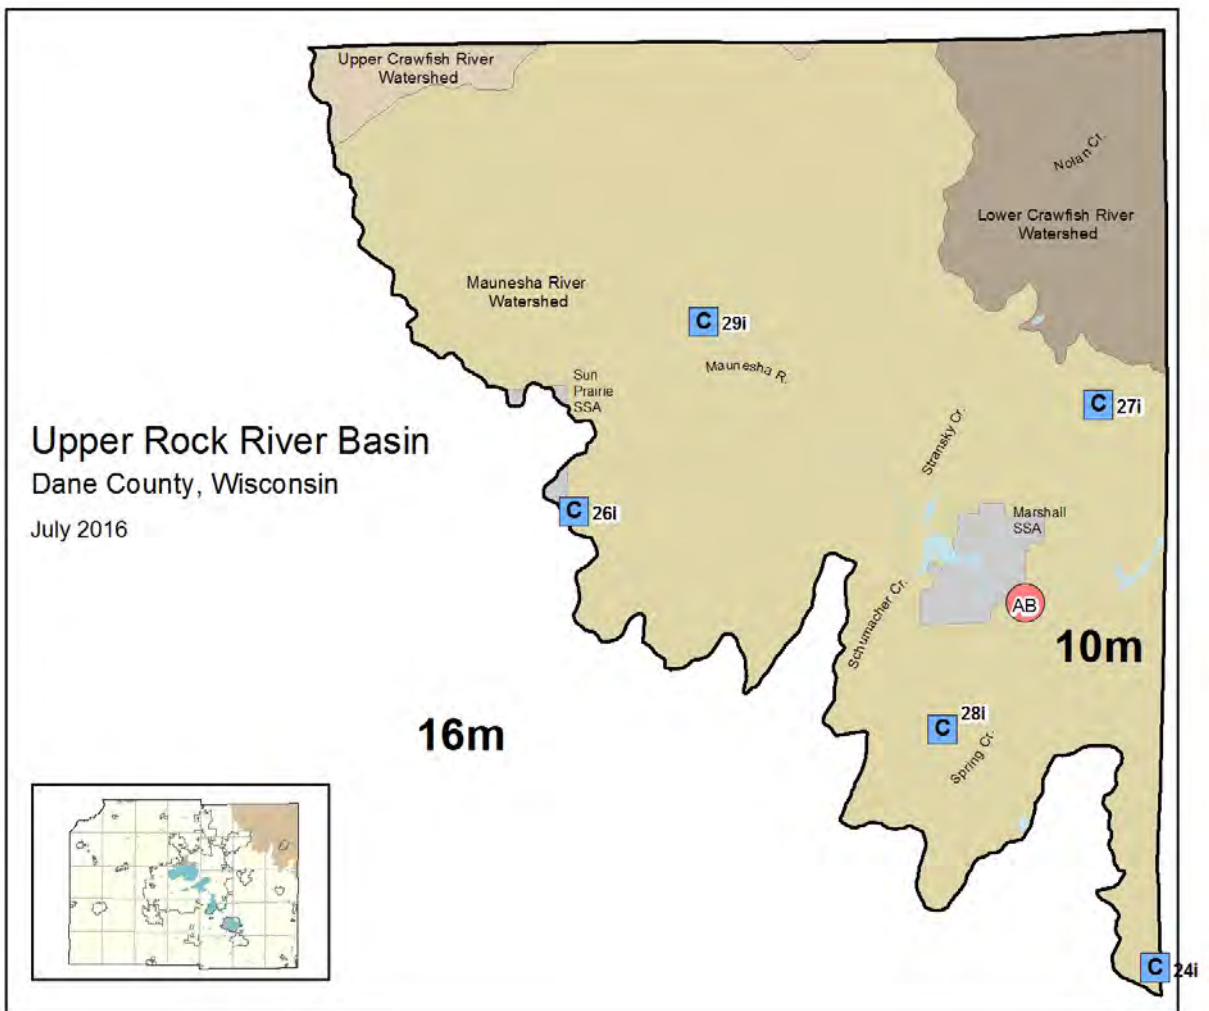 Upper Crawfish River
Watershed
Nolan Cr.
Lower Crawfish River
Watershed
Maunesha River
Watershed
C 29i
Maunesha R.
Sun
Prairie
SSA
C 27i
Stransky Cr.
Upper Rock River Basin
Dane County, Wisconsin
July 2016
C 26i
Marshall
SSA
Schumacher Cr.
AB
10m
16m
C 28i
Spring Cr.
C 24i